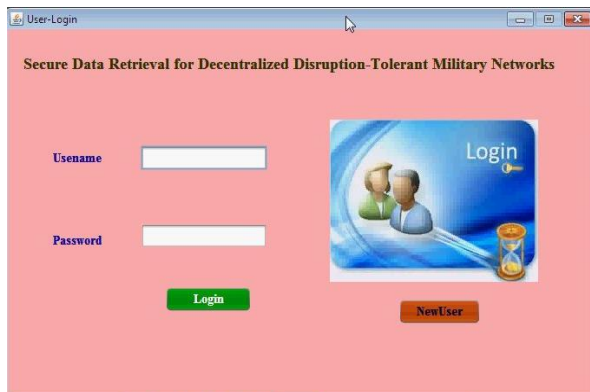 User-Login
Secure Data Retrieval for Decentralized Disruption-Tolerant Military Networks
Usename
Login
Password
Login
NewUser